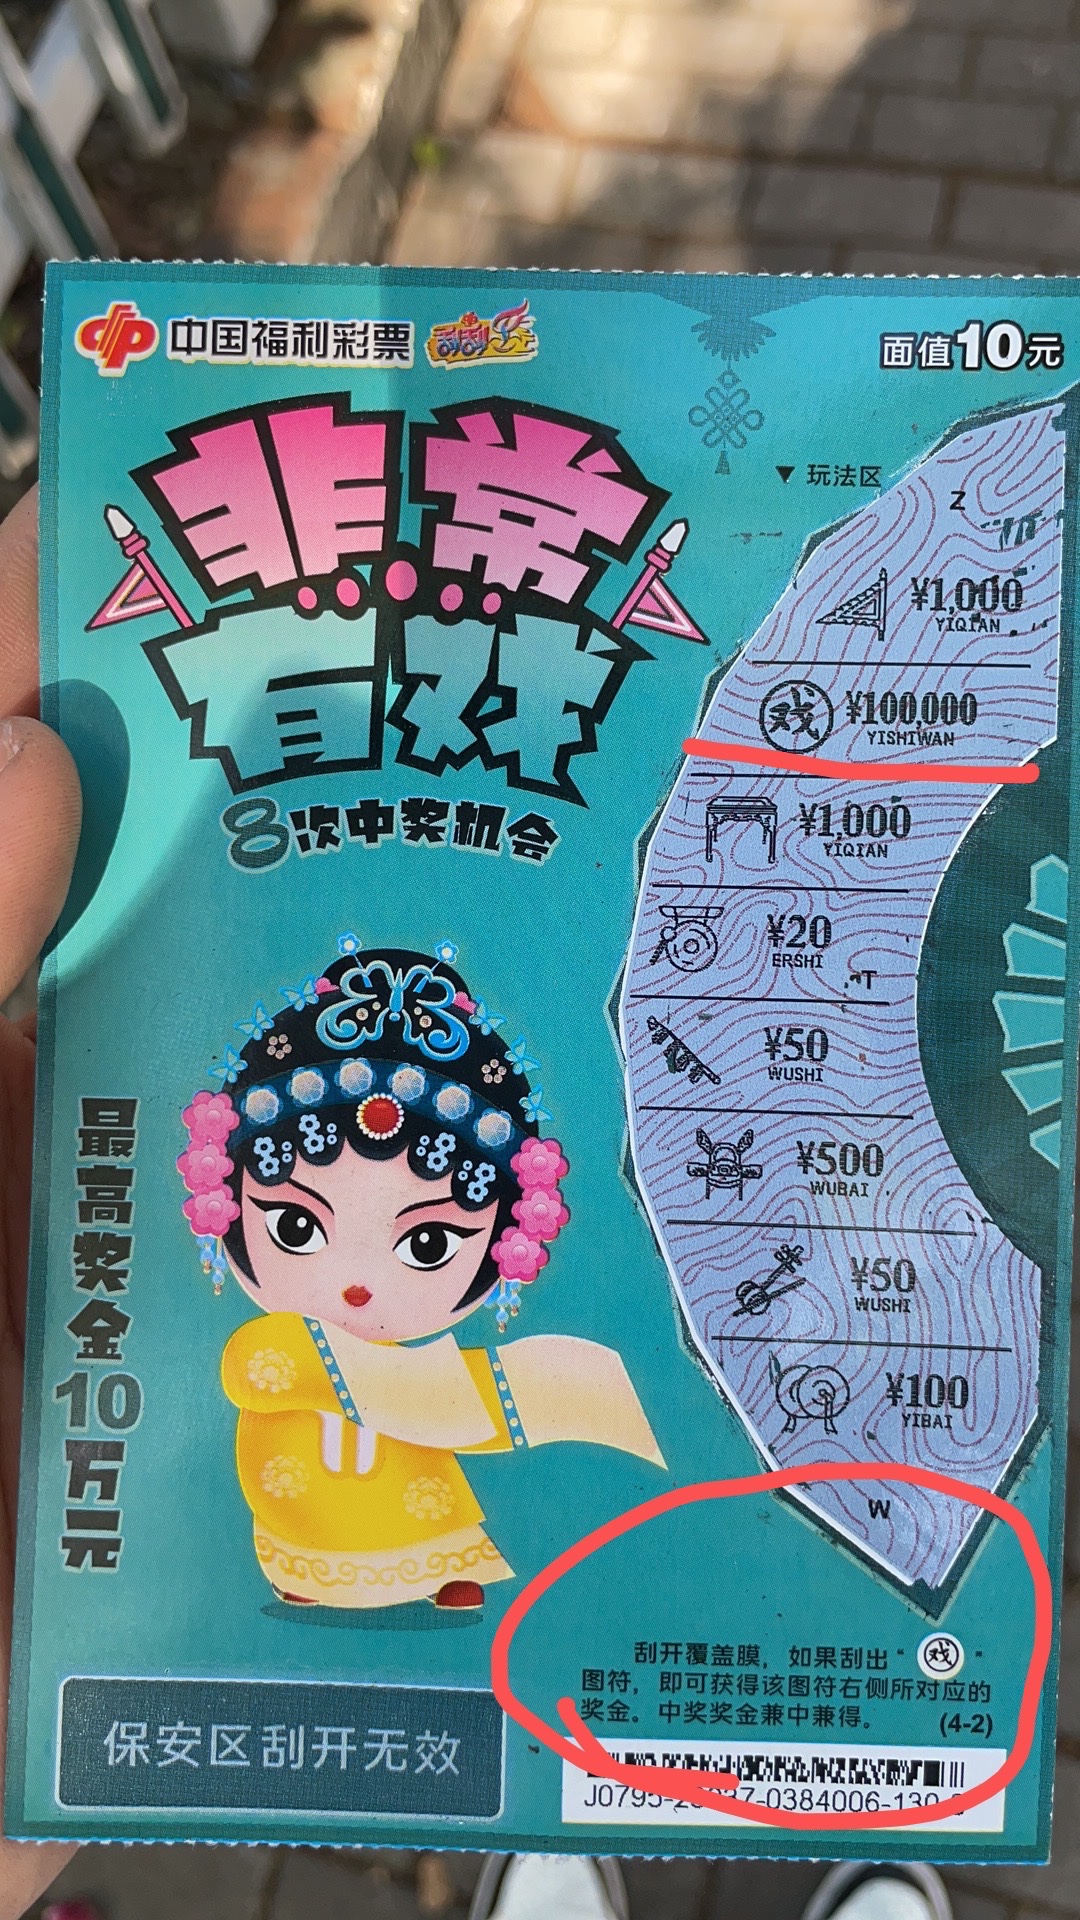 中国福利彩票 刮刮乐
面值10元
非常
有戏
8次中奖机会
▼ 玩法区
Z
¥1,000
YIQIAN
戏 ¥100,000
YISHIWAN
¥1,000
YIQIAN
¥20
ERSHI
T
¥50
WUSHI
¥500
WUBAI
¥50
WUSHI
¥100
YIBAI
W
最高奖金10万元
刮开覆盖膜，如果刮出“戏”
图符，即可获得该图符右侧所对应的
奖金。中奖奖金兼中兼得。 (4-2)
保安区刮开无效